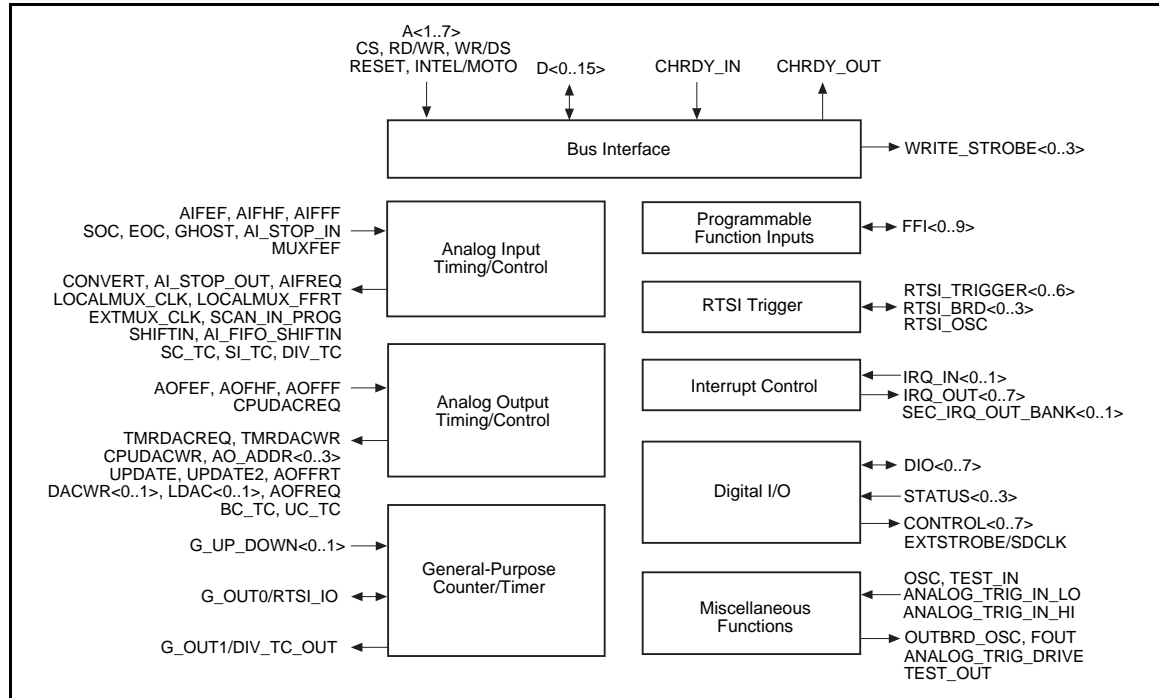 A<1..7>
CS, RD/WR, WR/DS
RESET, INTEL/MOTO
D<0..15>
CHRDY_IN
CHRDY_OUT
Bus Interface
WRITE_STROBE<0..3>
AIFEF, AIFHF, AIFFF
SOC, EOC, GHOST, AI_STOP_IN
MUXFEF
CONVERT, AI_STOP_OUT, AIFREQ
LOCALMUX_CLK, LOCALMUX_FFRT
EXTMUX_CLK, SCAN_IN_PROG
SHIFTIN, AI_FIFO_SHIFTIN
SC_TC, SI_TC, DIV_TC
Analog Input
Timing/Control
AOFEF, AOFHF, AOFFF
CPUDACREQ
TMRDACREQ, TMRDACWR
CPUDACWR, AO_ADDR<0..3>
UPDATE, UPDATE2, AOFFRT
DACWR<0..1>, LDAC<0..1>, AOFREQ
BC_TC, UC_TC
Analog Output
Timing/Control
G_UP_DOWN<0..1>
G_OUT0/RTSI_IO
G_OUT1/DIV_TC_OUT
General-Purpose
Counter/Timer
Programmable
Function Inputs
FFI<0..9>
RTSI Trigger
RTSI_TRIGGER<0..6>
RTSI_BRD<0..3>
RTSI_OSC
Interrupt Control
IRQ_IN<0..1>
IRQ_OUT<0..7>
SEC_IRQ_OUT_BANK<0..1>
Digital I/O
DIO<0..7>
STATUS<0..3>
CONTROL<0..7>
EXTSTROBE/SDCLK
Miscellaneous
Functions
OSC, TEST_IN
ANALOG_TRIG_IN_LO
ANALOG_TRIG_IN_HI
OUTBRD_OSC, FOUT
ANALOG_TRIG_DRIVE
TEST_OUT